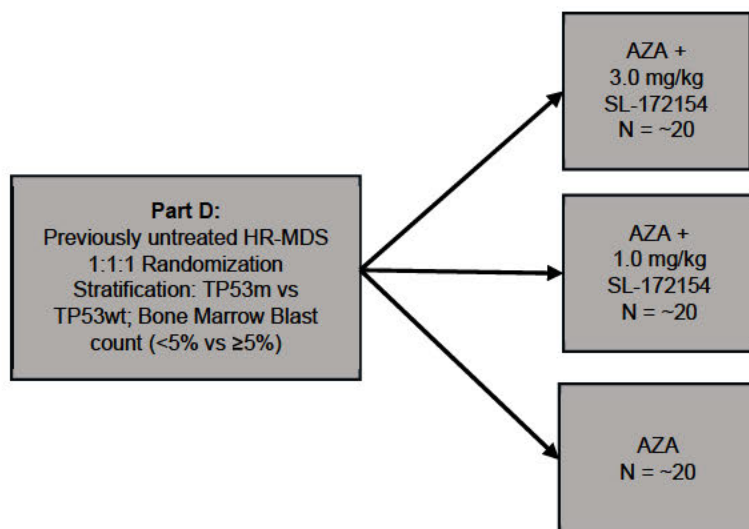 Part D:
Previously untreated HR-MDS
1:1:1 Randomization
Stratification: TP53m vs
TP53wt; Bone Marrow Blast
count (<5% vs ≥5%)
AZA +
3.0 mg/kg
SL-172154
N = ~20
AZA +
1.0 mg/kg
SL-172154
N = ~20
AZA
N = ~20